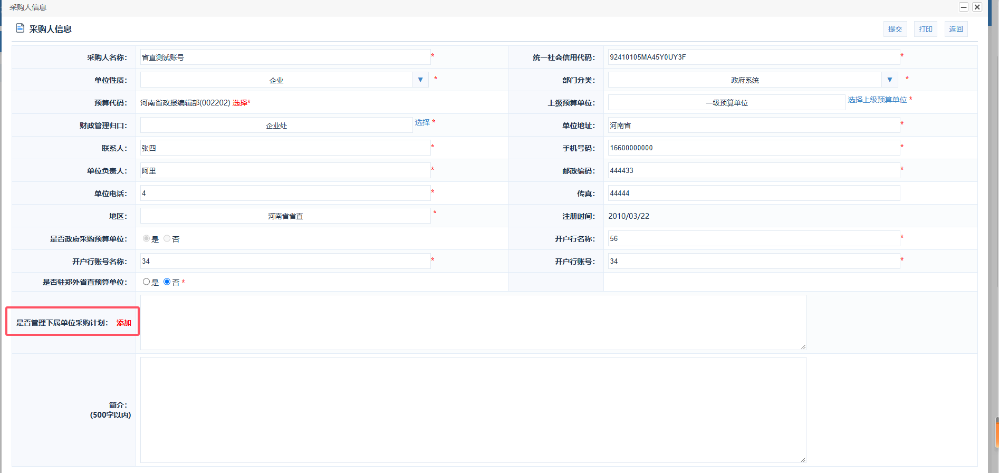 采购人信息
采购人信息
提交 打印 返回
采购人名称： 省直测试账号 * 统一社会信用代码： 92410105MA45Y0UY3F *
单位性质： 企业 ▼ * 部门分类： 政府系统 ▼ *
预算代码： 河南省政报编辑部(002202) 选择* 上级预算单位： 一级预算单位 选择上级预算单位 *
财政管理归口： 企业处 选择 * 单位地址： 河南省 *
联系人： 张四 * 手机号码： 16600000000 *
单位负责人： 阿里 * 邮政编码： 444433 *
单位电话： 4 * 传真： 44444
地区： 河南省省直 * 注册时间： 2010/03/22
是否政府采购预算单位： 是 否 开户行名称： 56 *
开户行账号名称： 34 * 开户行账号： 34 *
是否驻郑外省直预算单位： 是 否 *
是否管理下属单位采购计划： 添加
简介：
(500字以内)